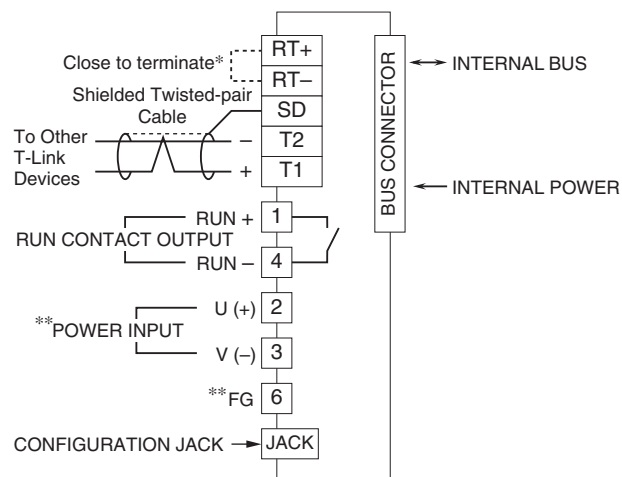 Close to terminate*
RT+
RT–
Shielded Twisted-pair
Cable
SD
To Other
T-Link
Devices
– T2
+ T1
BUS CONNECTOR
INTERNAL BUS
INTERNAL POWER
RUN CONTACT OUTPUT
RUN + 1
RUN – 4
**POWER INPUT
U (+) 2
V (–) 3
**FG 6
CONFIGURATION JACK JACK